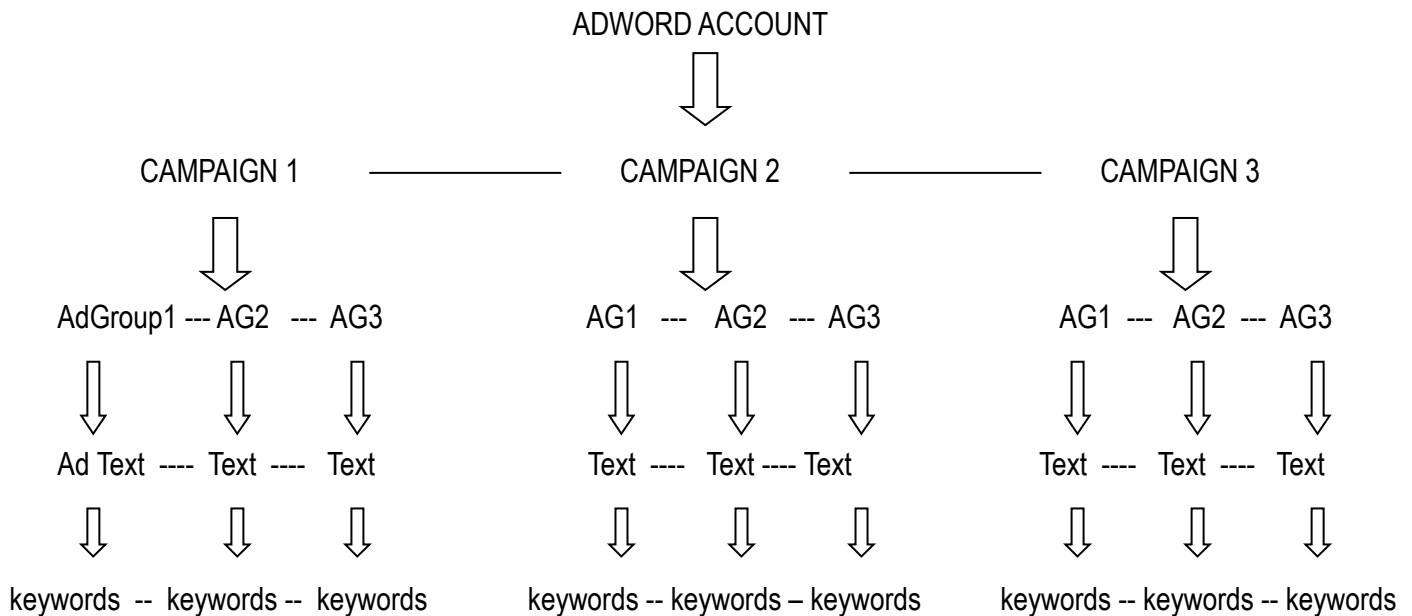 ADWORD ACCOUNT
CAMPAIGN 1 CAMPAIGN 2 CAMPAIGN 3
AdGroup1 --- AG2 --- AG3 AG1 --- AG2 --- AG3 AG1 --- AG2 --- AG3
Ad Text ---- Text ---- Text Text ---- Text ---- Text Text ---- Text ---- Text
keywords -- keywords -- keywords keywords -- keywords – keywords keywords -- keywords -- keywords